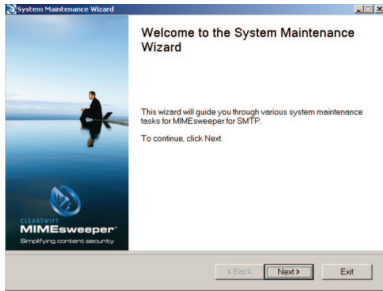 System Maintenance Wizard
Welcome to the System Maintenance
Wizard
This wizard will guide you through various system maintenance
tasks for MIMEsweeper for SMTP.
To continue, click Next.
CLEARSWIFT
MIMEsweeper™
Simplifying content security
< Back
Next >
Exit